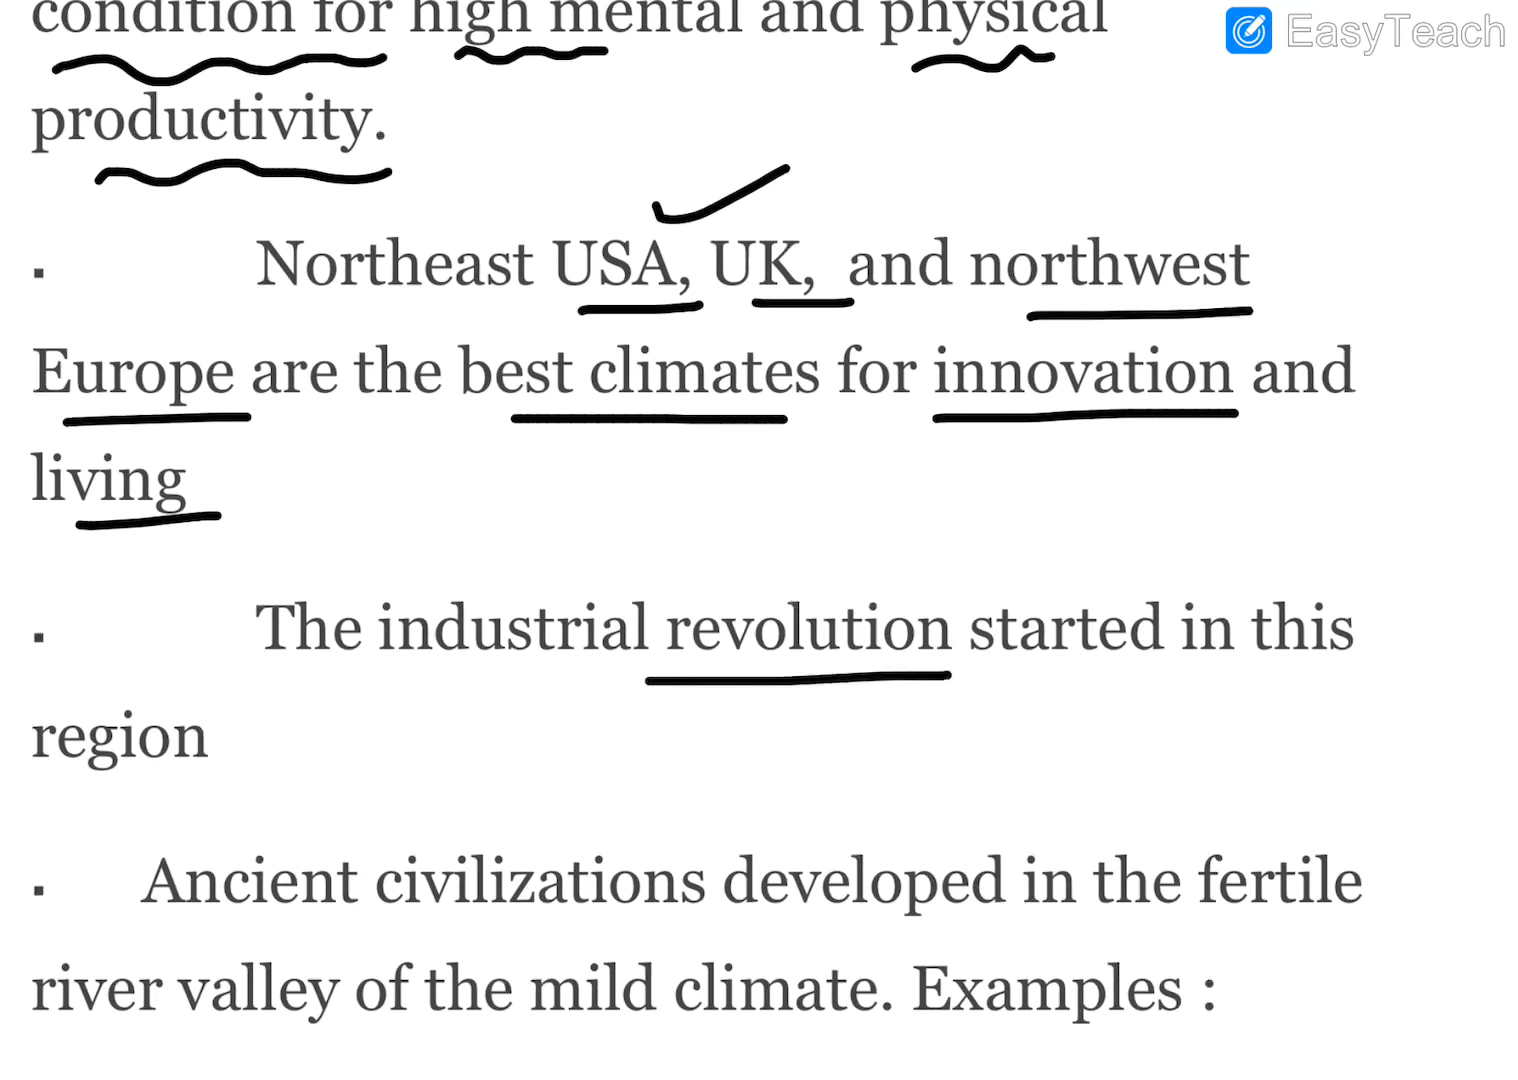 condition for high mental and physical
EasyTeach
productivity.
▪ Northeast USA, UK, and northwest
Europe are the best climates for innovation and
living
▪ The industrial revolution started in this
region
▪ Ancient civilizations developed in the fertile
river valley of the mild climate. Examples :